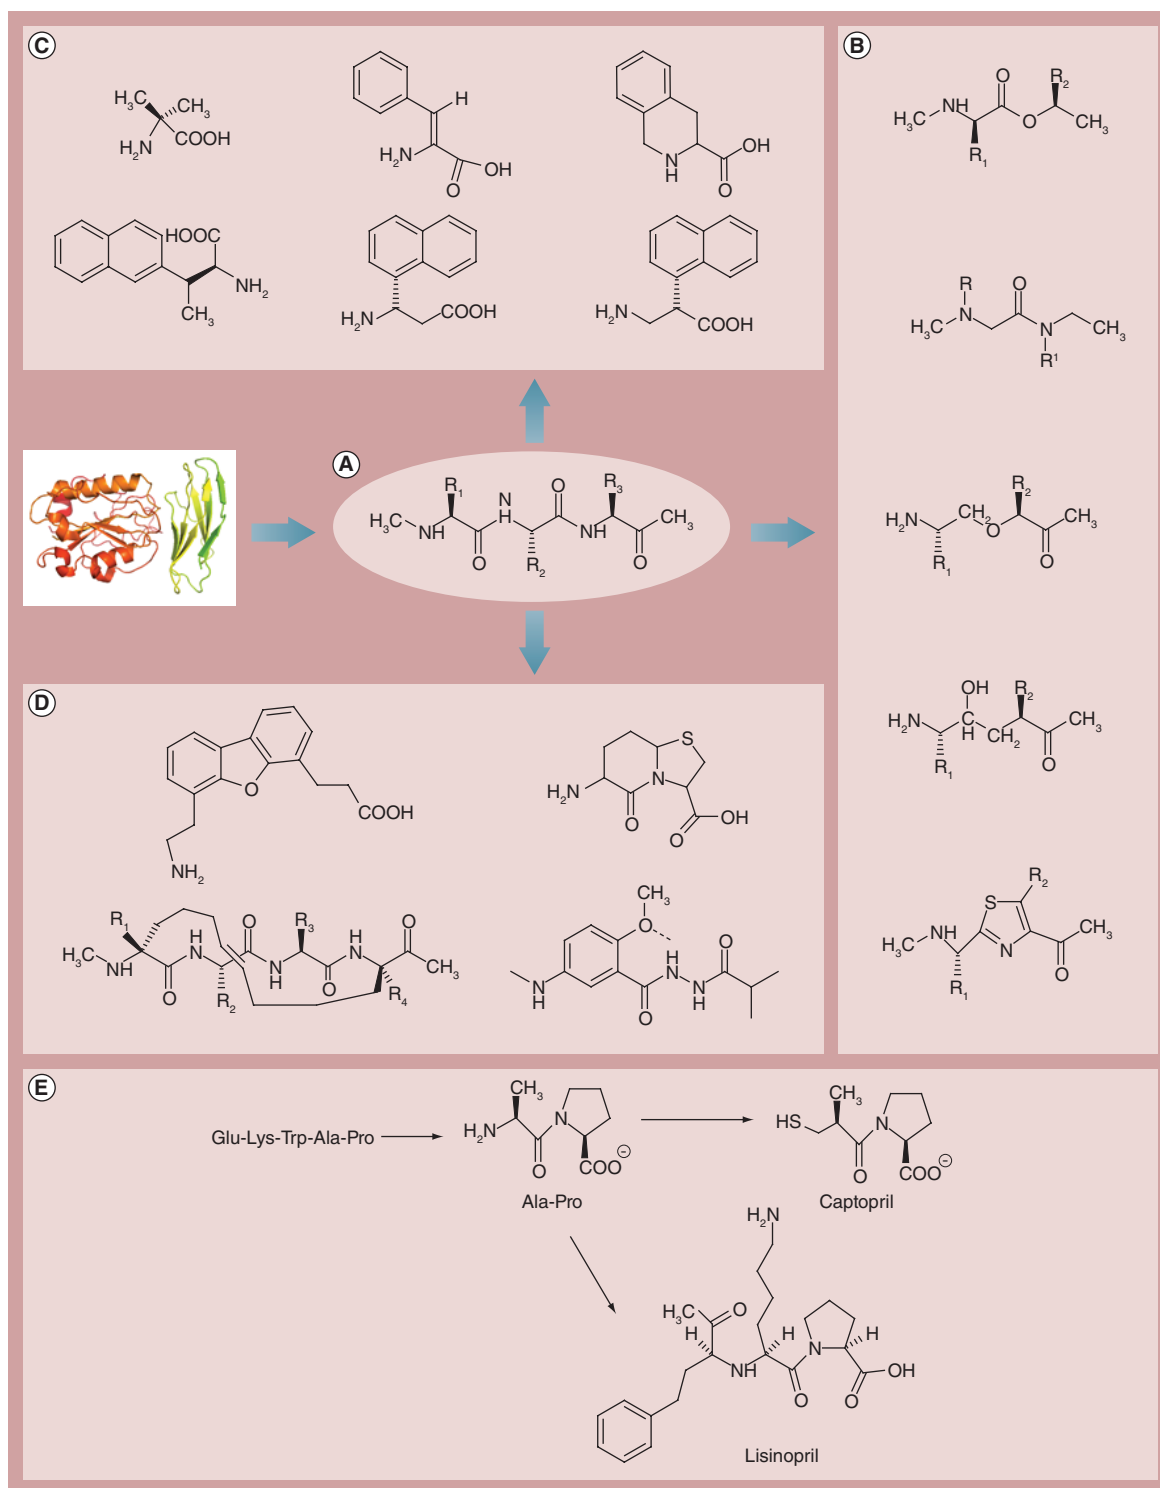 C
H₃C CH₃
H₂N COOH
H
H₂N
O OH
N
H
OH
O
HOOC
NH₂
CH₃
H₂N COOH
H₂N COOH
B
H₃C NH O R₂
R₁ O CH₃
R O
H₃C N N CH₃
R¹
H₂N CH₂ O R₂ CH₃
R₁ O
OH R₂
H₂N C H CH₂ CH₃
R₁ O
R₂
S
H₃C NH N CH₃
R₁ O
A
R₁ N H O R₃
H₃C NH O R₂ NH O CH₃
D
O
COOH
NH₂
S
H₂N N
O
O OH
R₁ H N O R₃ H N O
H₃C NH O R₂ N H O R₄ CH₃
CH₃
O
N H O H N N H O
E
Glu-Lys-Trp-Ala-Pro
CH₃
H₂N N
O COO⊖
Ala-Pro
CH₃
HS N
O COO⊖
Captopril
H₂N
H₃C O
H NH H
O N H
O OH
Lisinopril